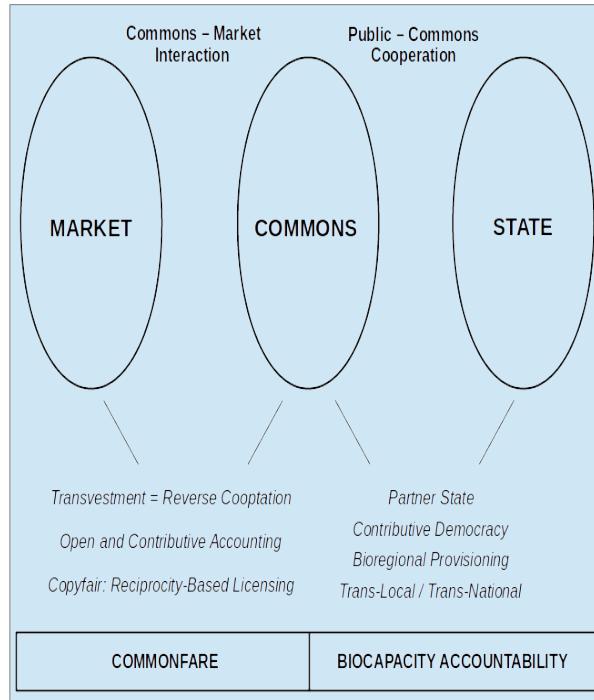 Commons – Market
Interaction
Public – Commons
Cooperation
MARKET
COMMONS
STATE
Transvestment = Reverse Cooptation
Open and Contributive Accounting
Copyfair: Reciprocity-Based Licensing
Partner State
Contributive Democracy
Bioregional Provisioning
Trans-Local / Trans-National
COMMONFARE
BIOCAPACITY ACCOUNTABILITY